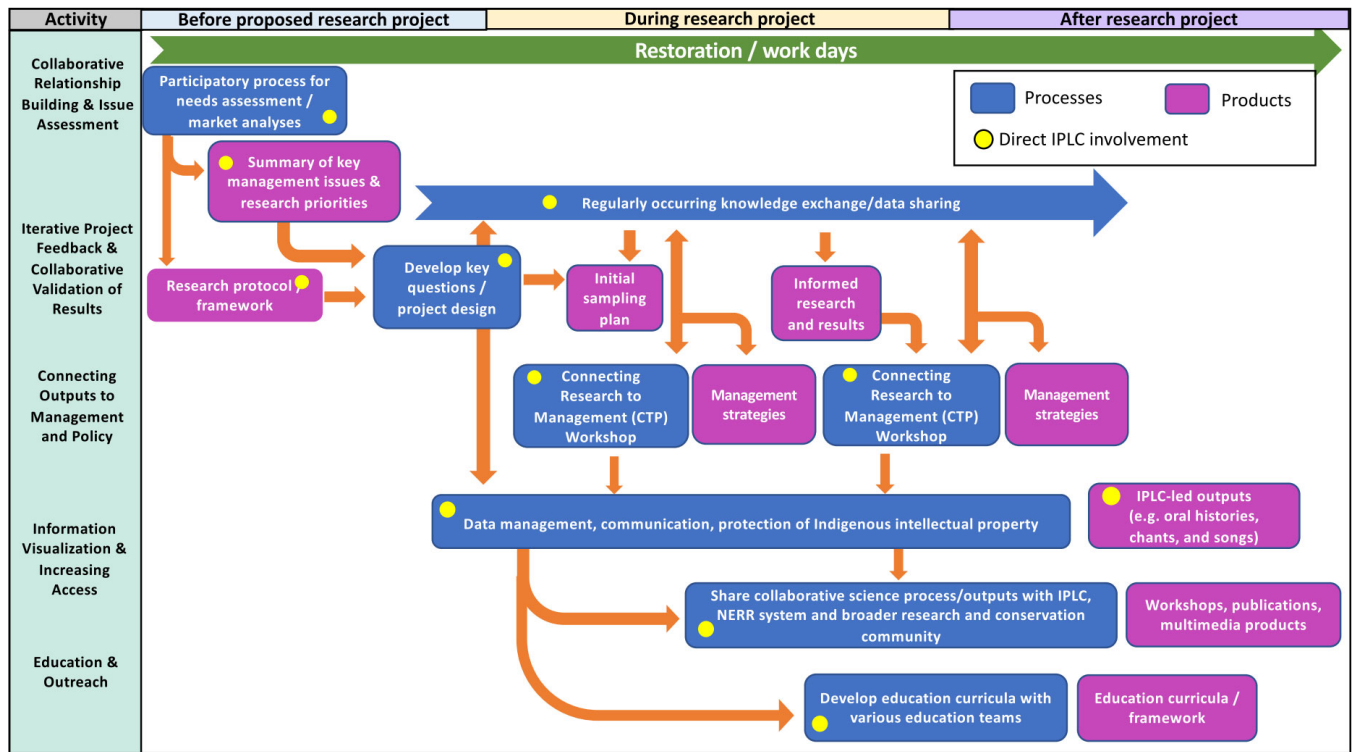 Activity
Before proposed research project
During research project
After research project
Restoration / work days
Collaborative
Relationship
Building & Issue
Assessment
Participatory process for
needs assessment /
market analyses
Processes
Products
Direct IPLC involvement
Summary of key
management issues &
research priorities
Regularly occurring knowledge exchange/data sharing
Iterative Project
Feedback &
Collaborative
Validation of
Results
Research protocol /
framework
Develop key
questions /
project design
Initial
sampling
plan
Informed
research
and results
Connecting
Outputs to
Management
and Policy
Connecting
Research to
Management (CTP)
Workshop
Management
strategies
Connecting
Research to
Management (CTP)
Workshop
Management
strategies
Information
Visualization &
Increasing
Access
Data management, communication, protection of Indigenous intellectual property
IPLC-led outputs
(e.g. oral histories,
chants, and songs)
Share collaborative science process/outputs with IPLC,
NERR system and broader research and conservation
community
Workshops, publications,
multimedia products
Education &
Outreach
Develop education curricula with
various education teams
Education curricula /
framework